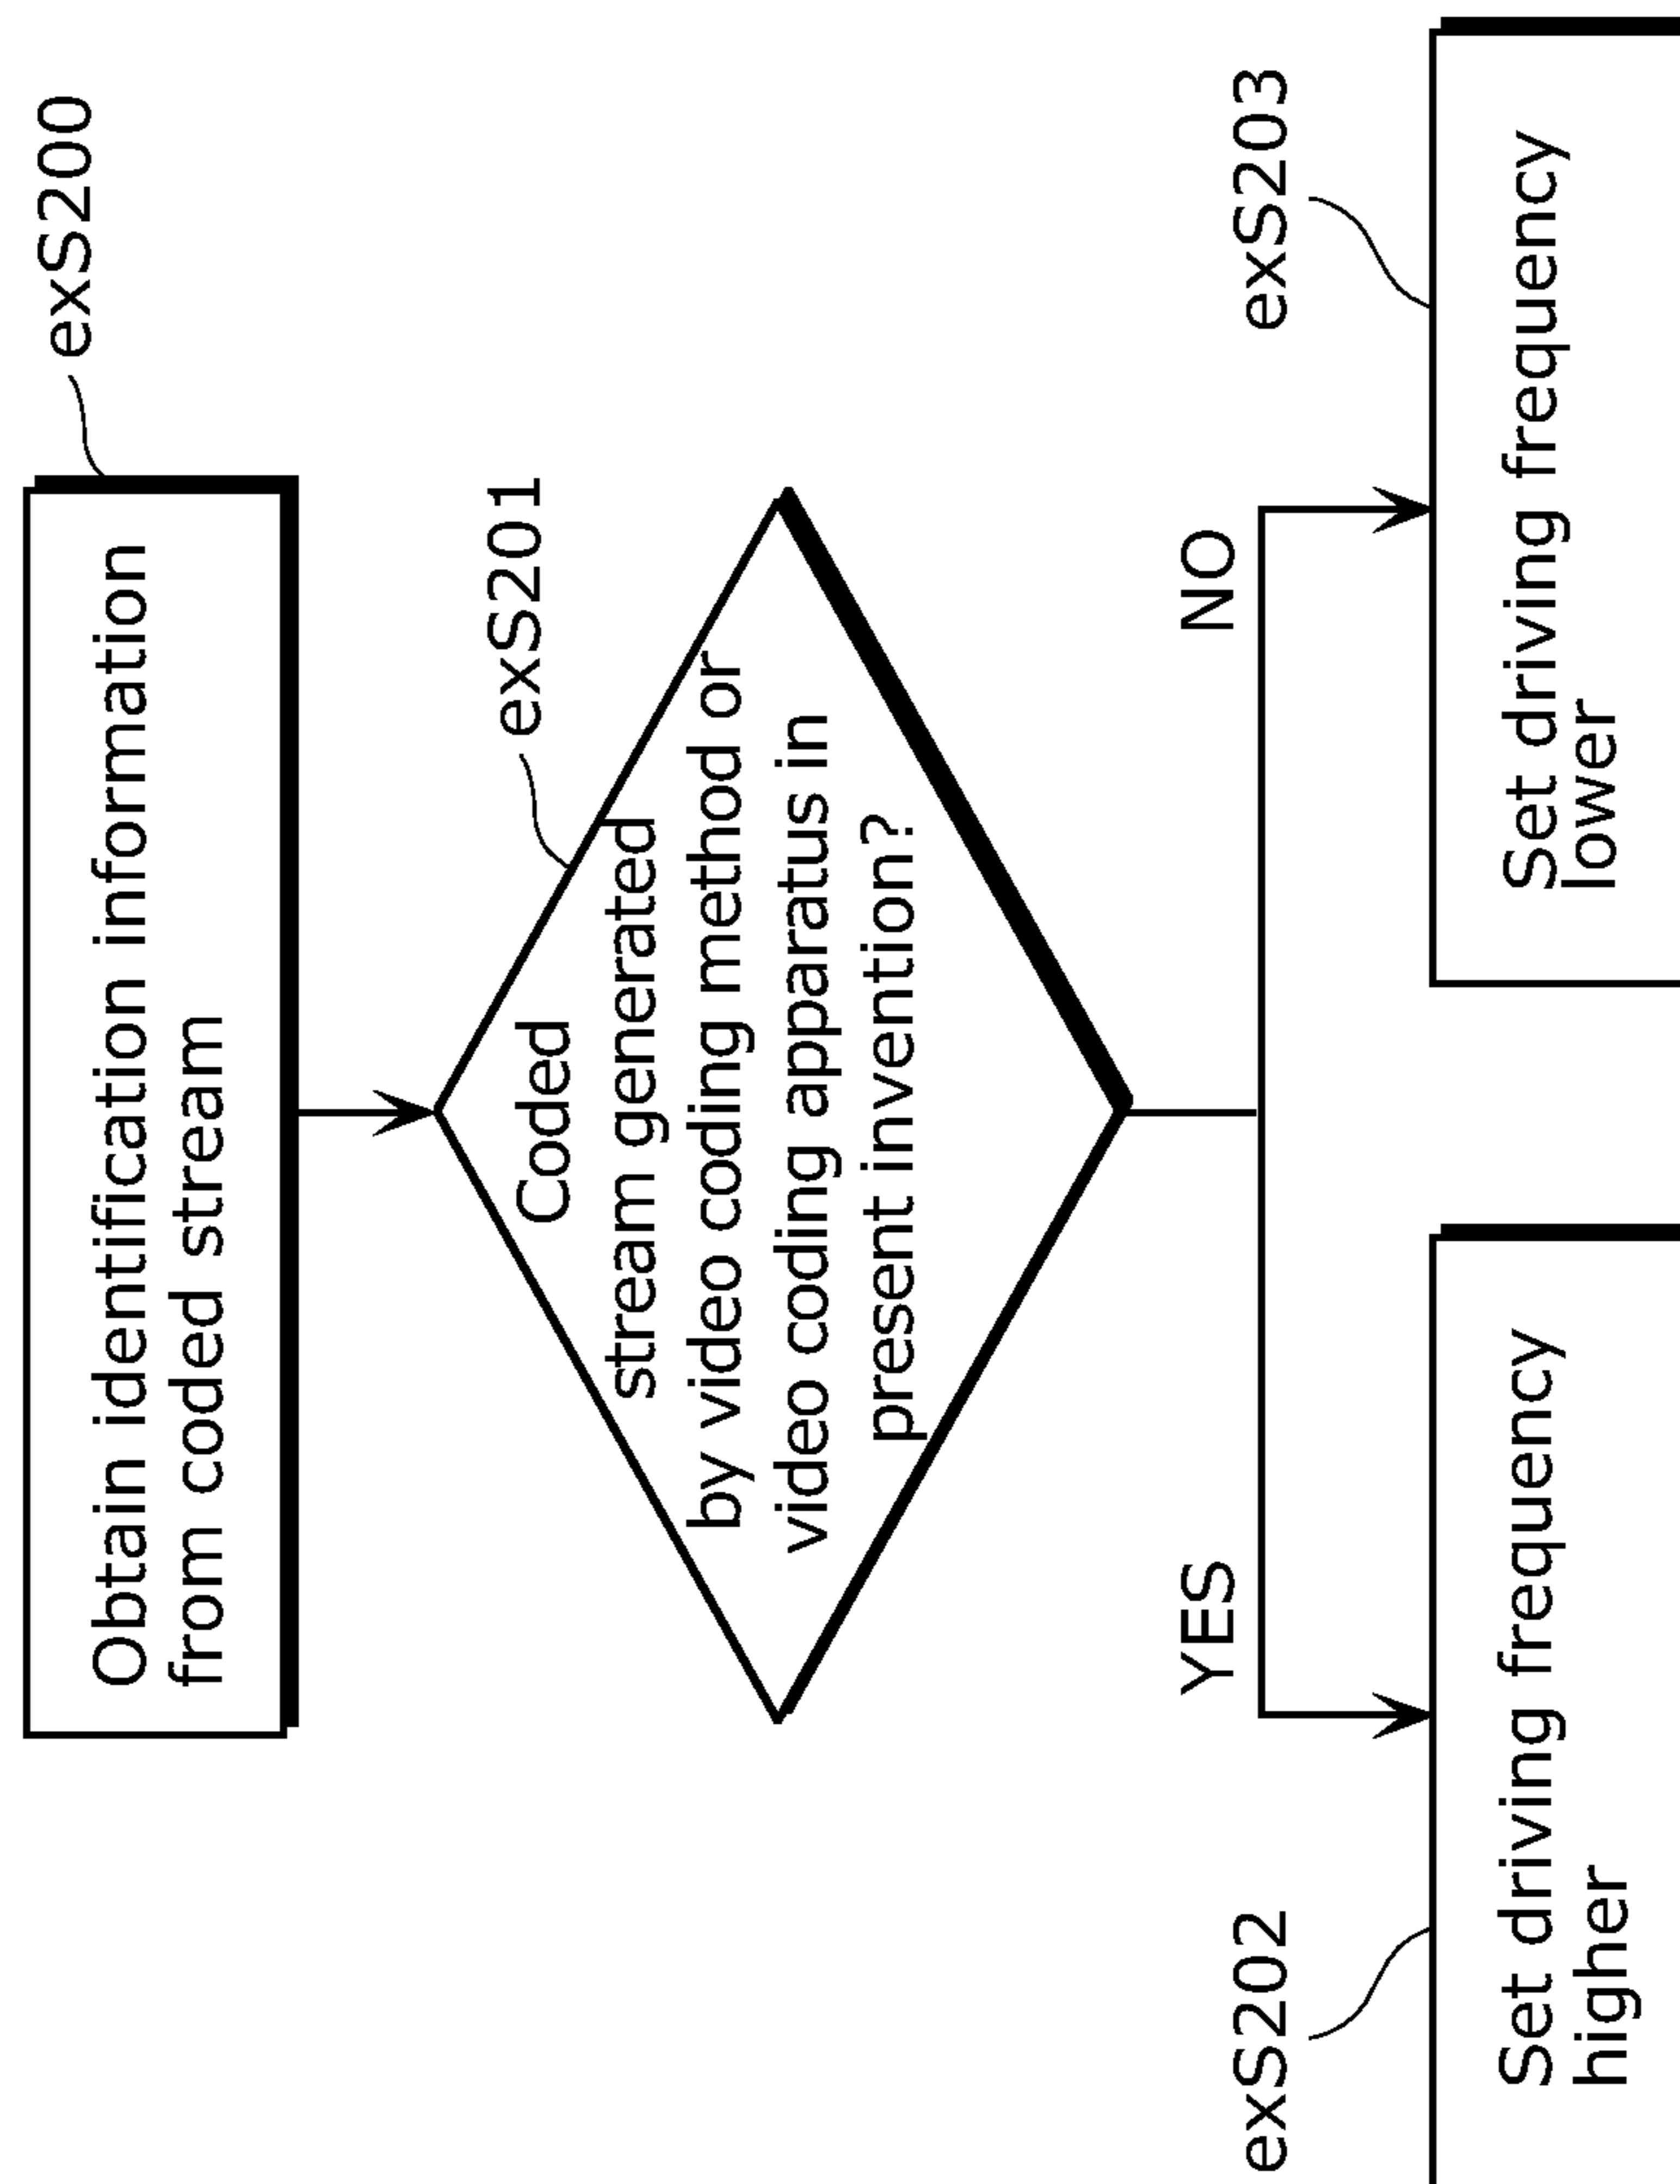 exS200
Obtain identification information
from coded stream
exS201
Coded
stream generated
by video coding method or
video coding apparatus in
present invention?
YES
NO
exS202
Set driving frequency
higher
exS203
Set driving frequency
lower